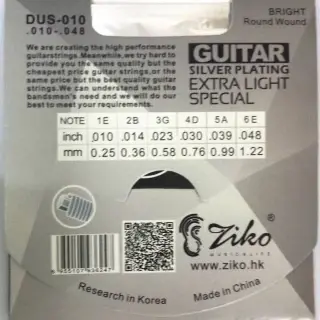 DUS-010
.010-.048
BRIGHT
Round Wound
We are creating the high performance
guitarstrings.Meanwhile,we try hard to
provide you the same quality but the
cheapest price guitar strings,or the
same price but the best quality guitar
strings.We can understand what the
bandsmen's need and we will do our
best to meet your requirements.
GUITAR
SILVER PLATING
EXTRA LIGHT
SPECIAL
NOTE 1E 2B 3G 4D 5A 6E
inch .010 .014 .023 .030 .039 .048
mm 0.25 0.36 0.58 0.76 0.99 1.22
Ziko
®
www.ziko.hk
Research in Korea
Made in China